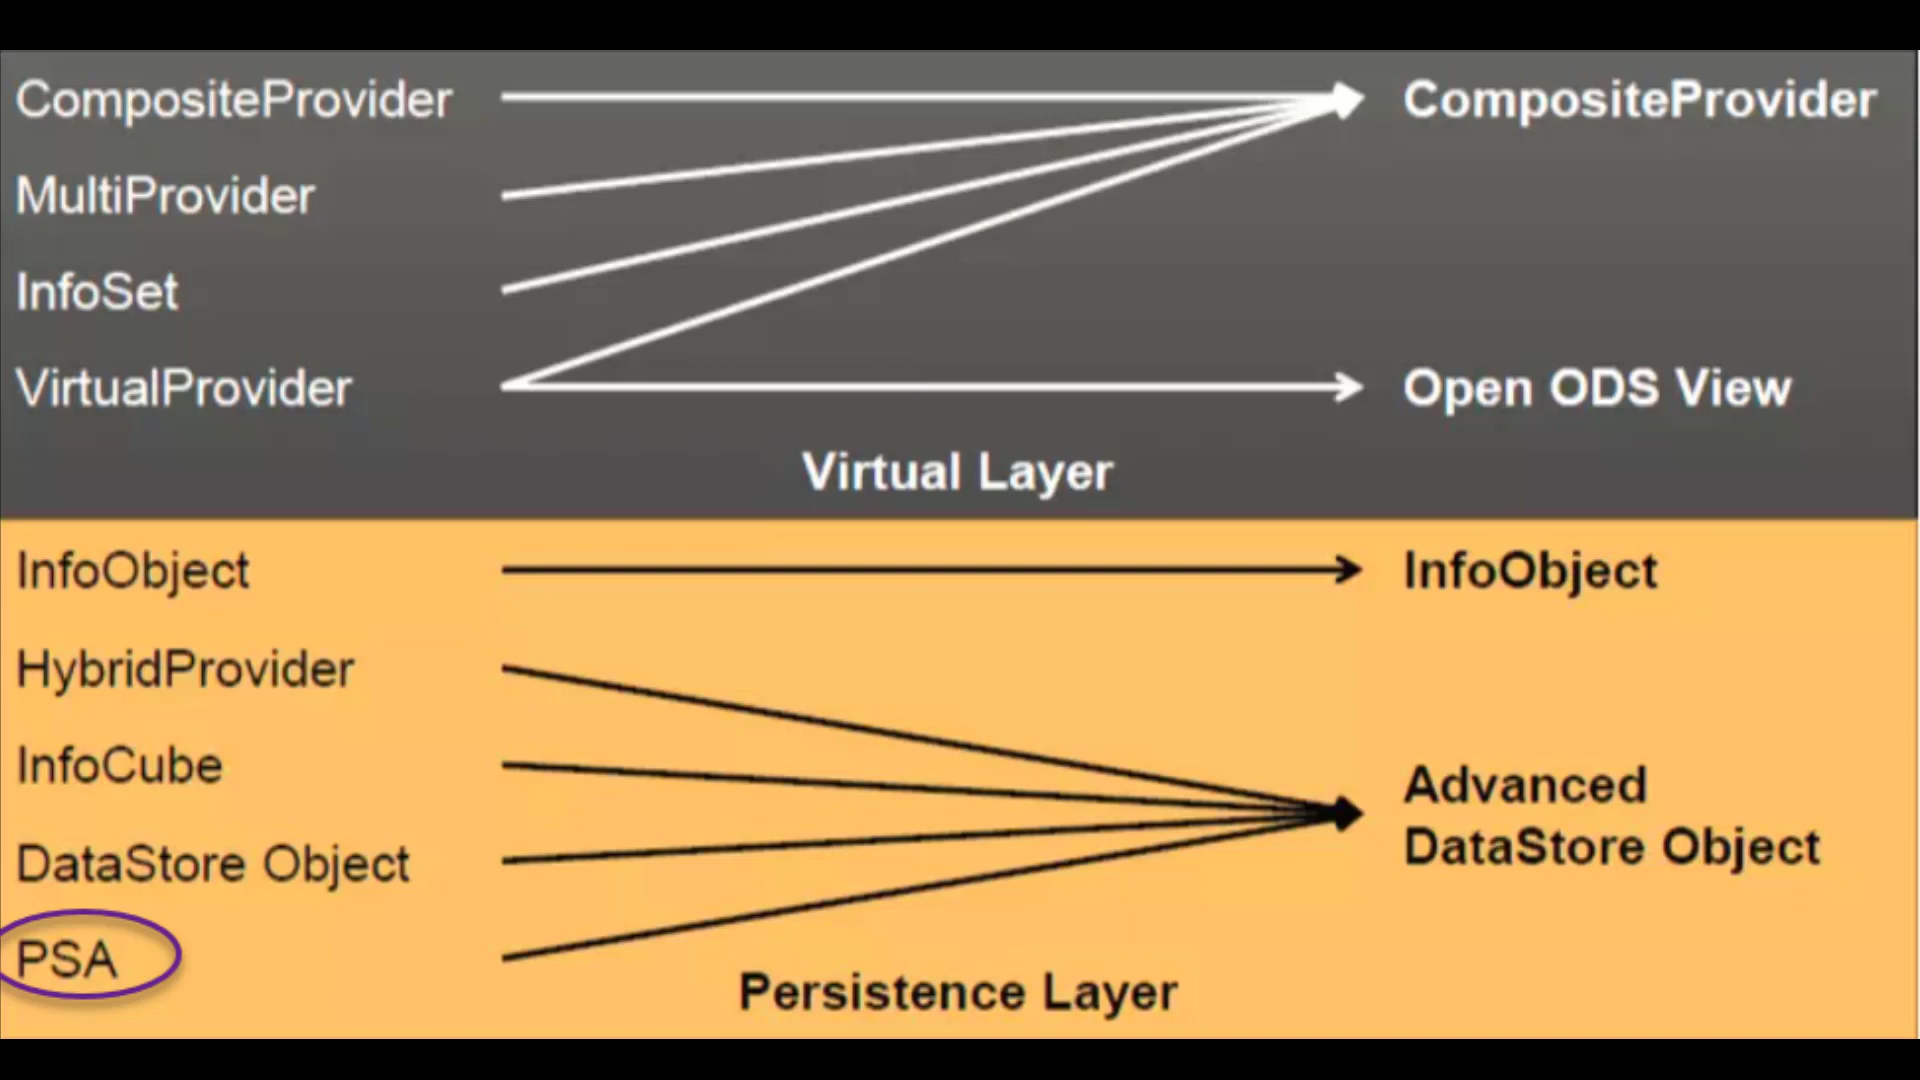 CompositeProvider
CompositeProvider
MultiProvider
InfoSet
VirtualProvider
Open ODS View
Virtual Layer
InfoObject
InfoObject
HybridProvider
InfoCube
Advanced
DataStore Object
DataStore Object
PSA
Persistence Layer